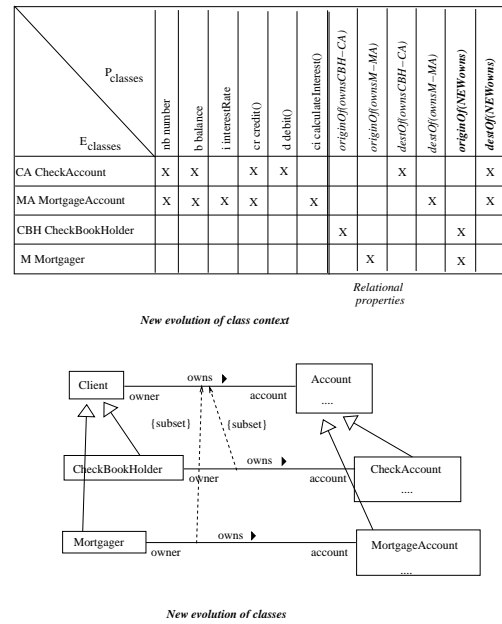 P classes
E classes
nb number
b balance
i interestRate
cr credit()
d debit()
ci calculateInterest()
originOf(ownsCBH−CA)
originOf(ownsM−MA)
destOf(ownsCBH−CA)
destOf(ownsM−MA)
originOf(NEWowns)
destOf(NEWowns)
CA CheckAccount X X X X X X
MA MortgageAccount X X X X X X X
CBH CheckBookHolder X X
M Mortgager X X
Relational
properties
New evolution of class context
Client owns Account
owner account ....
{subset} {subset}
CheckBookHolder owns CheckAccount
owner account ....
Mortgager owns MortgageAccount
owner account ....
New evolution of classes